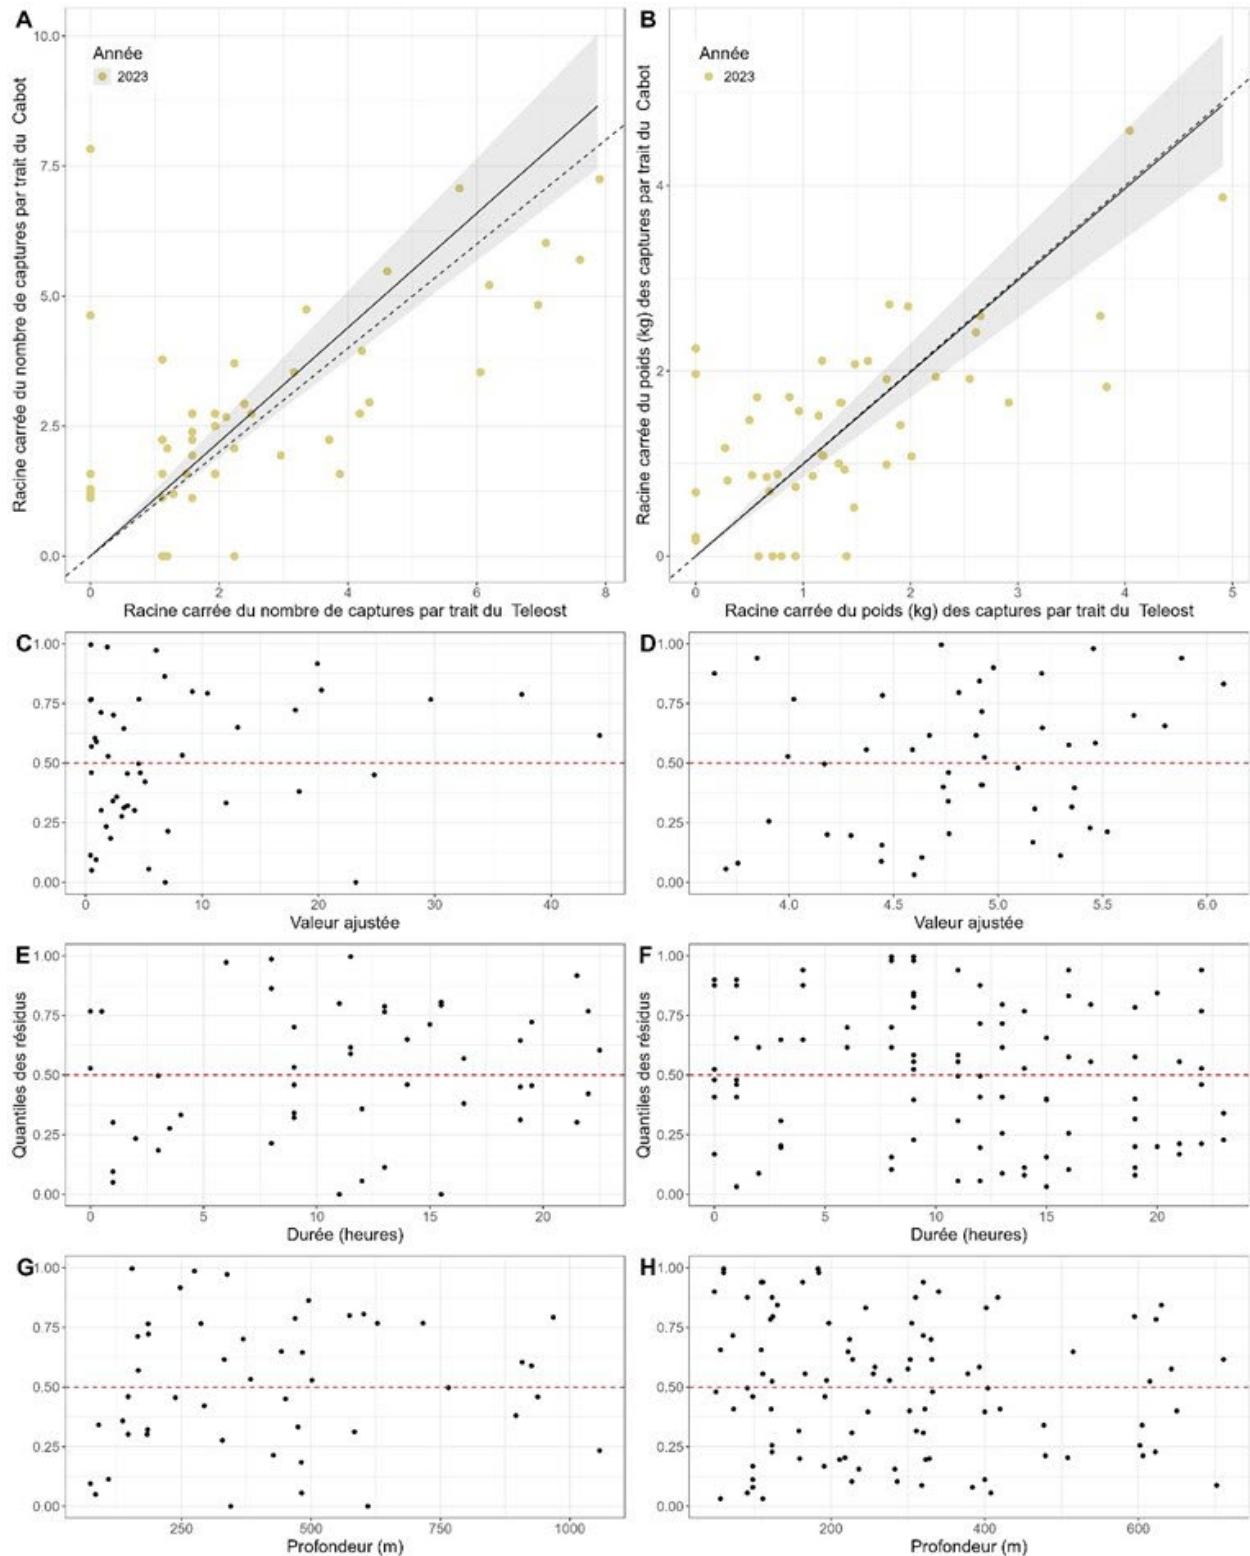 A
B
Racine carrée du nombre de captures par trait du Cabot
10.0
7.5
5.0
2.5
0.0
Année
2023
0 2 4 6 8
Racine carrée du nombre de captures par trait du Teleost
Racine carrée du poids (kg) des captures par trait du Cabot
4
2
0
Année
2023
0 1 2 3 4 5
Racine carrée du poids (kg) des captures par trait du Teleost
C
1.00
0.75
0.50
0.25
0.00
0 10 20 30 40
Valeur ajustée
D
1.00
0.75
0.50
0.25
0.00
4.0 4.5 5.0 5.5 6.0
Valeur ajustée
Quantiles des résidus
E
1.00
0.75
0.50
0.25
0.00
0 5 10 15 20
Durée (heures)
Quantiles des résidus
F
1.00
0.75
0.50
0.25
0.00
0 5 10 15 20
Durée (heures)
G
1.00
0.75
0.50
0.25
0.00
250 500 750 1000
Profondeur (m)
H
1.00
0.75
0.50
0.25
0.00
200 400 600
Profondeur (m)